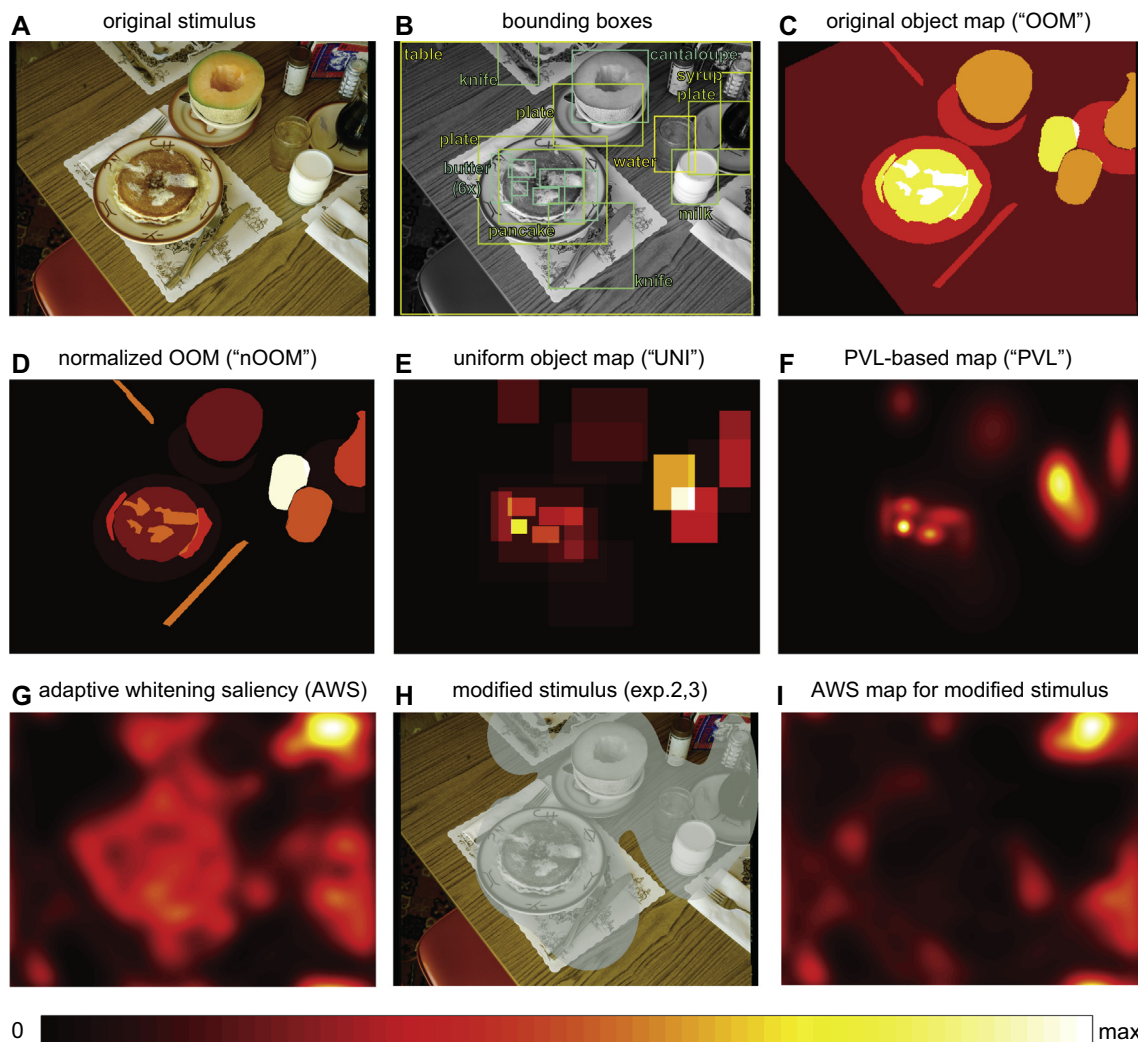 A original stimulus
B bounding boxes
C original object map (“OOM”)
table
cantaloupe
knife
syrup
plate
plate
plate
butter
(6x)
water
milk
pancake
knife
D normalized OOM (“nOOM”)
E uniform object map (“UNI”)
F PVL-based map (“PVL”)
G adaptive whitening saliency (AWS)
H modified stimulus (exp.2,3)
I AWS map for modified stimulus
0 max